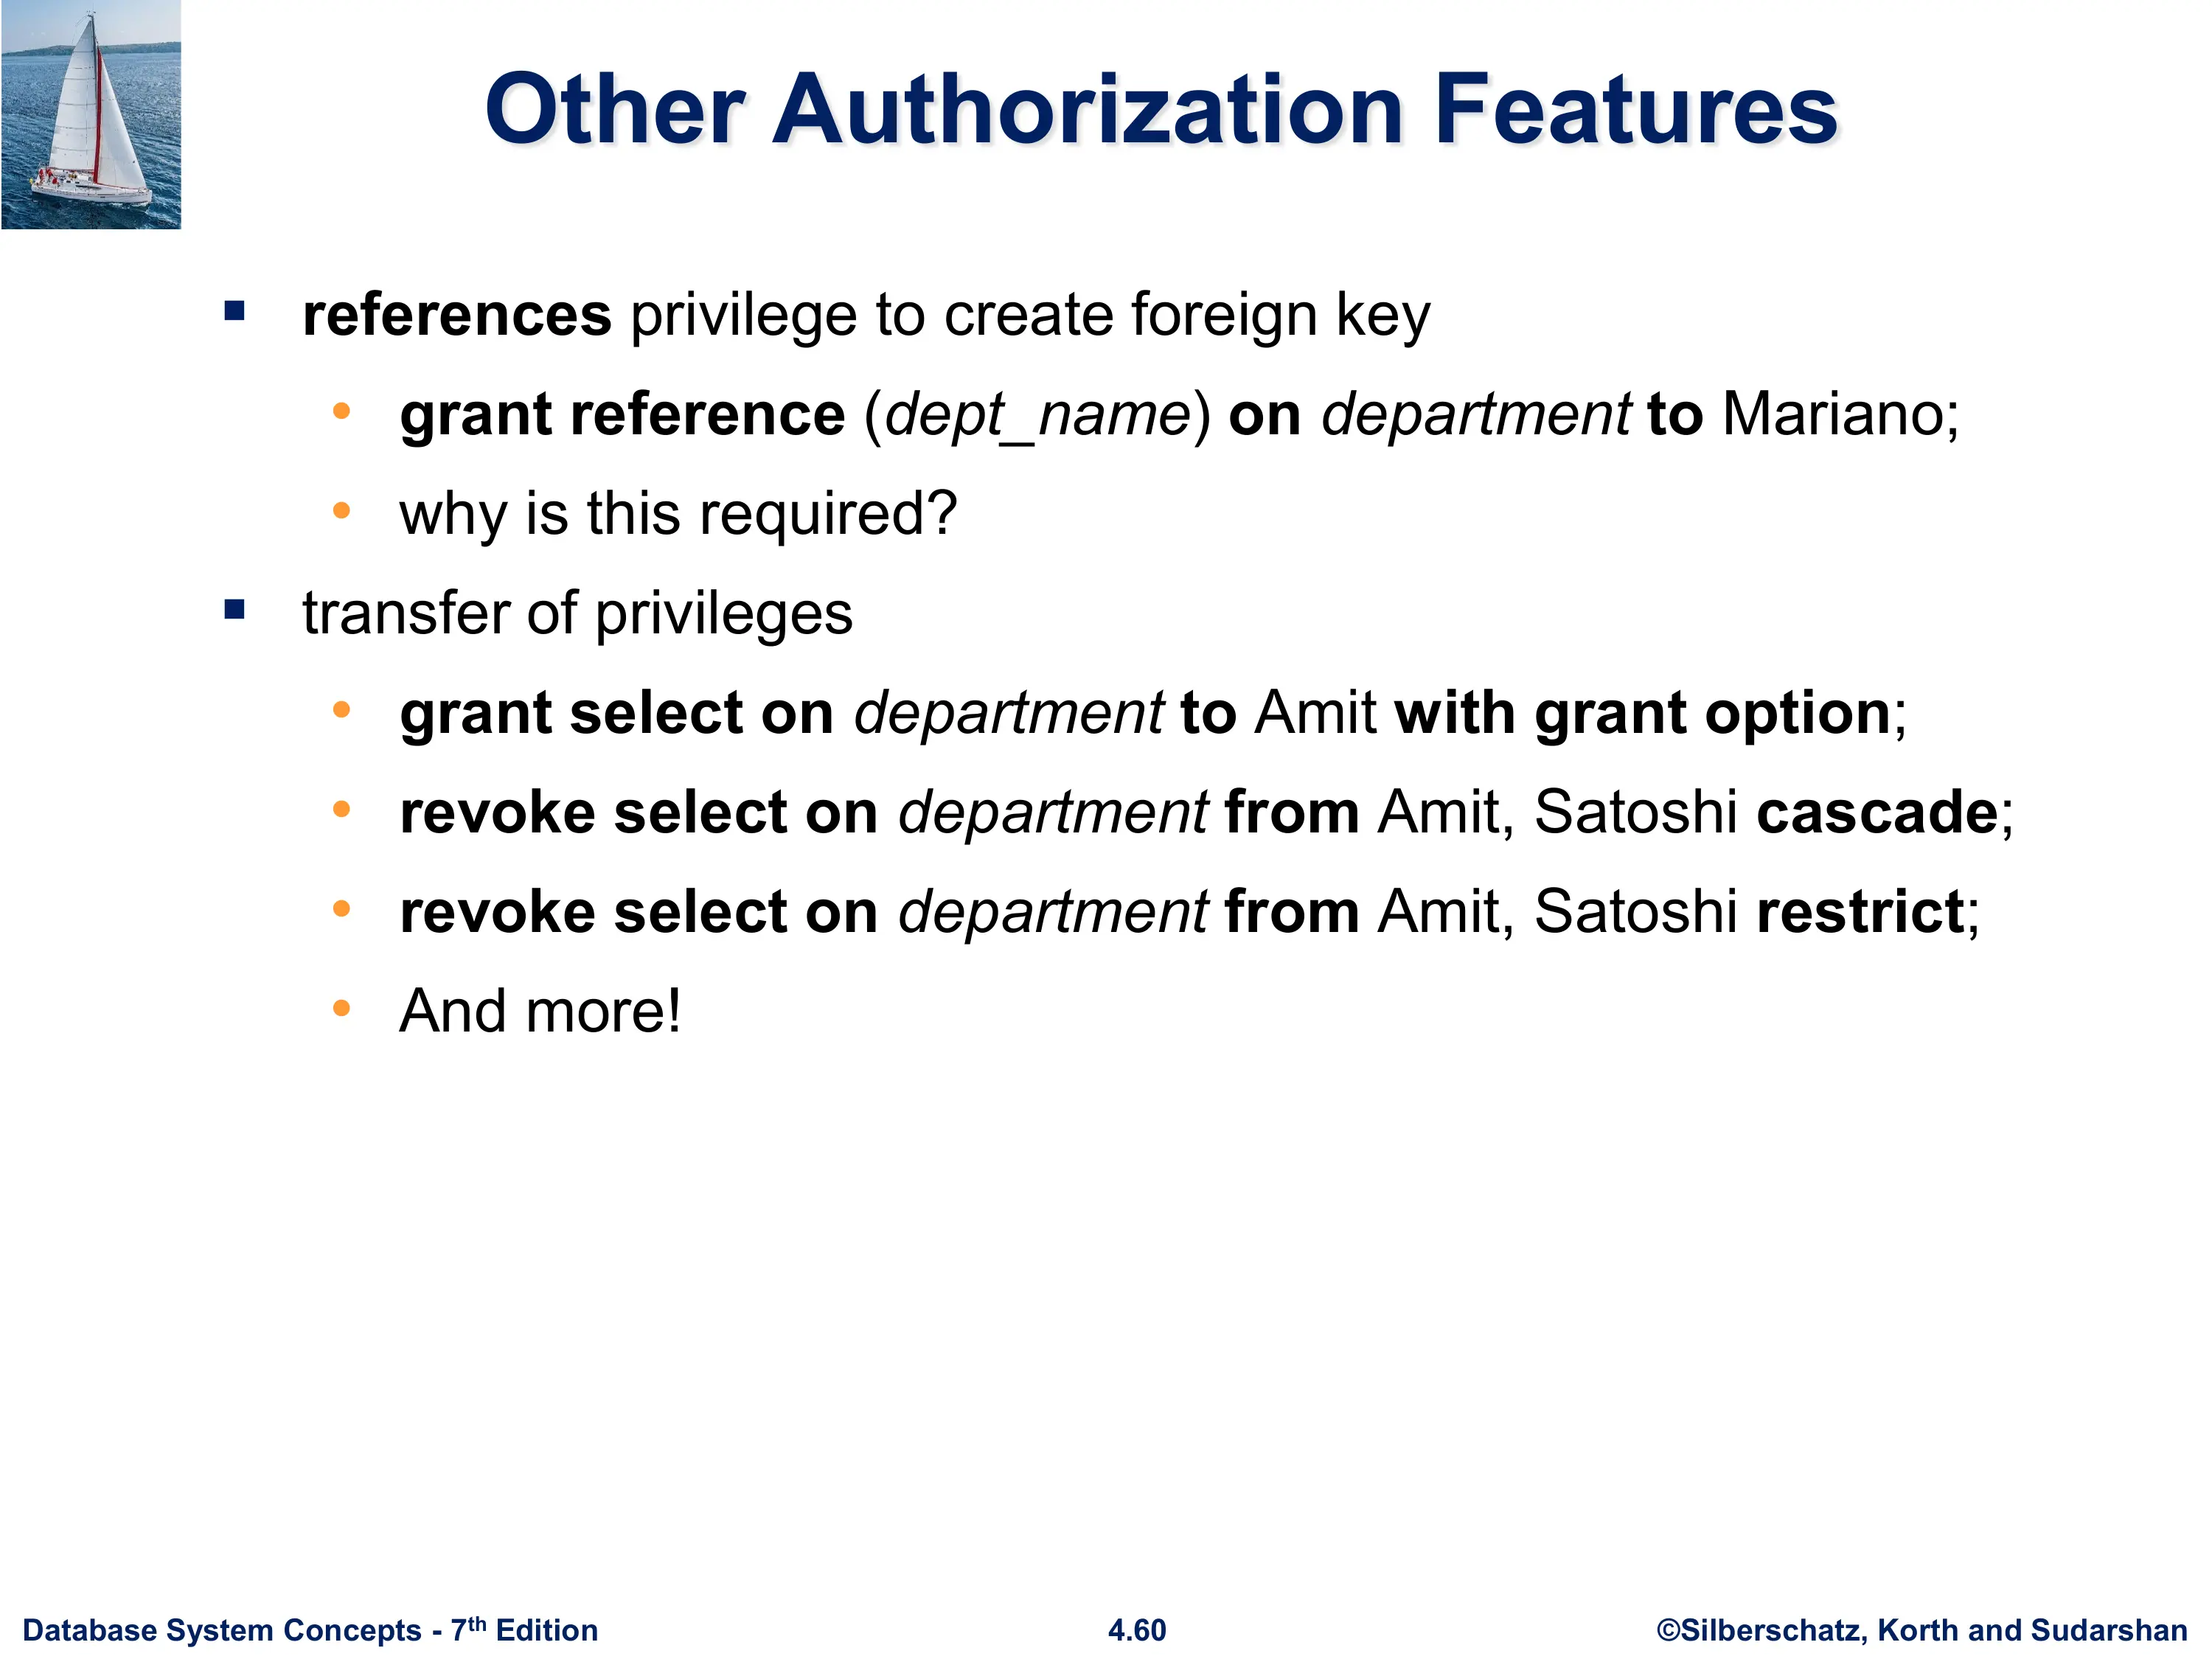 Other Authorization Features
▪ references privilege to create foreign key
• grant reference (dept_name) on department to Mariano;
• why is this required?
▪ transfer of privileges
• grant select on department to Amit with grant option;
• revoke select on department from Amit, Satoshi cascade;
• revoke select on department from Amit, Satoshi restrict;
• And more!
Database System Concepts - 7th Edition
4.60
©Silberschatz, Korth and Sudarshan